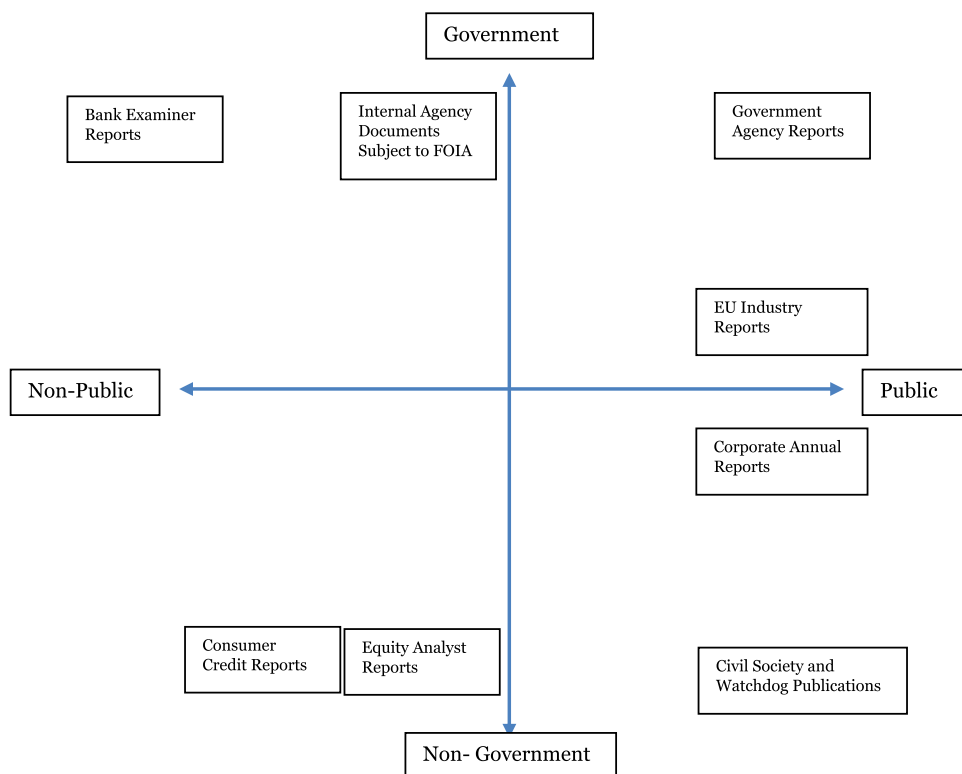 Government
Bank Examiner
Reports
Internal Agency
Documents
Subject to FOIA
Government
Agency Reports
EU Industry
Reports
Non-Public
Public
Corporate Annual
Reports
Consumer
Credit Reports
Equity Analyst
Reports
Civil Society and
Watchdog Publications
Non- Government